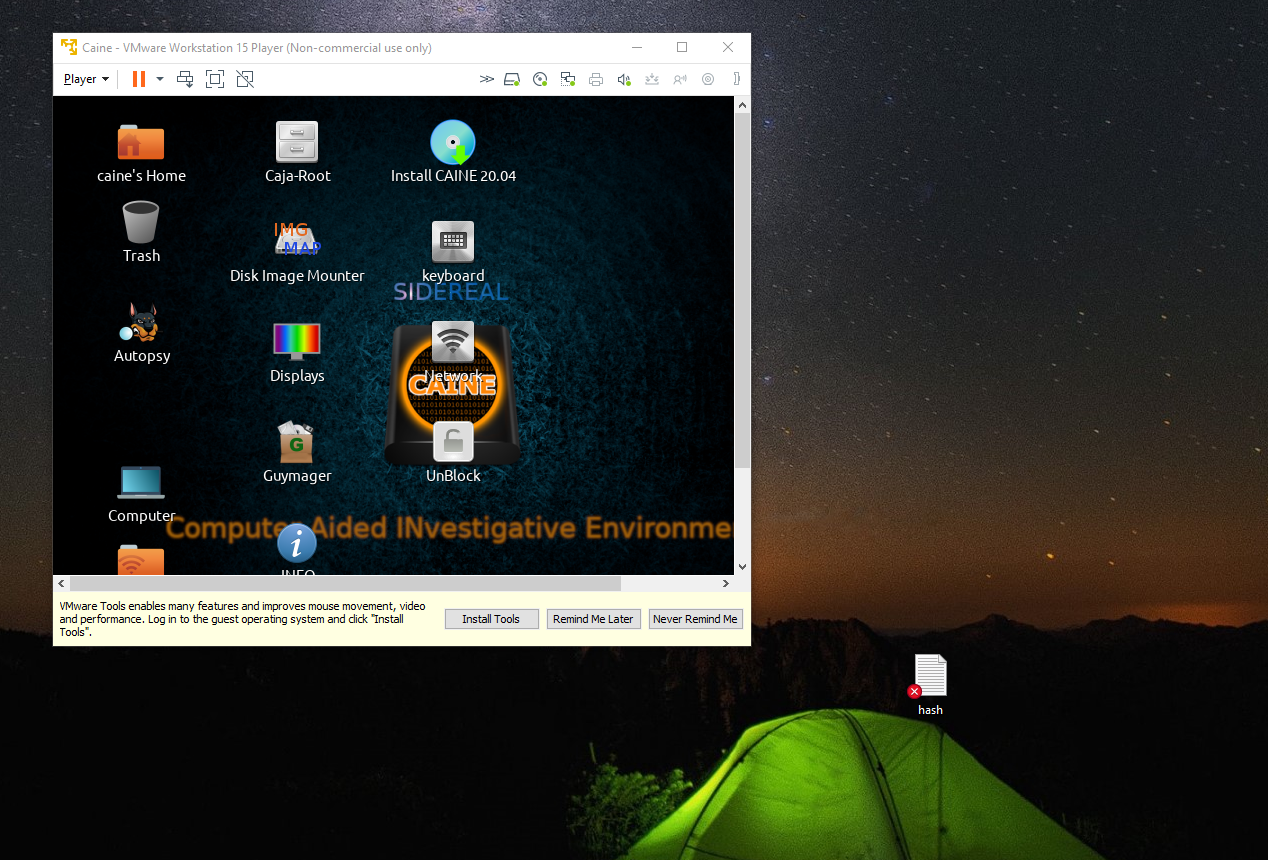 Caine - VMware Workstation 15 Player (Non-commercial use only)
Player
caine's Home
Caja-Root
Install CAINE 20.04
Trash
IMG
MAP
Disk Image Mounter
keyboard
SIDEREAL
Autopsy
Displays
Network
CAINE
G
Guymager
UnBlock
Computer
Computer Aided INvestigative Environme
i
INFO
VMware Tools enables many features and improves mouse movement, video
and performance. Log in to the guest operating system and click "Install
Tools".
Install Tools
Remind Me Later
Never Remind Me
hash